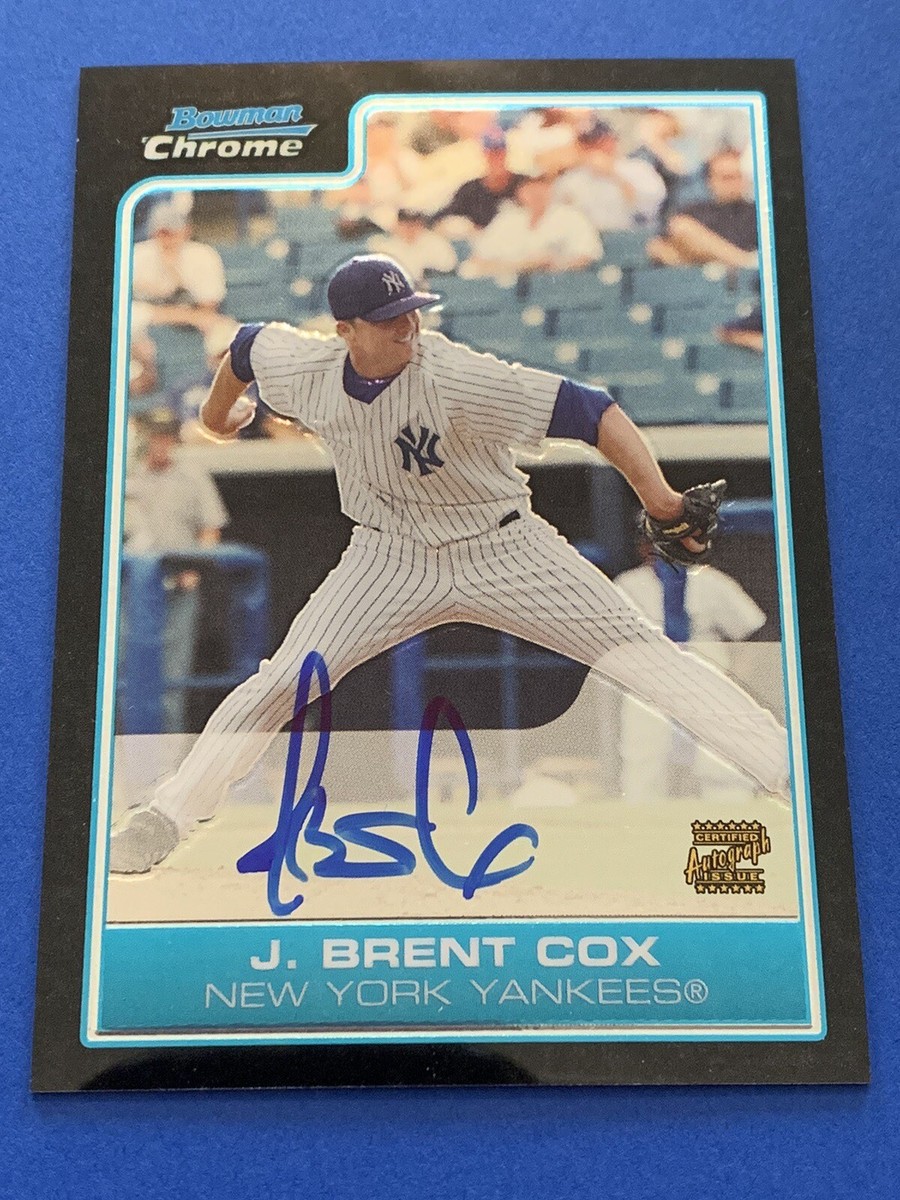 Bowman
Chrome
NY
NY
CERTIFIED
Autograph
ISSUE
J. BRENT COX
NEW YORK YANKEES®